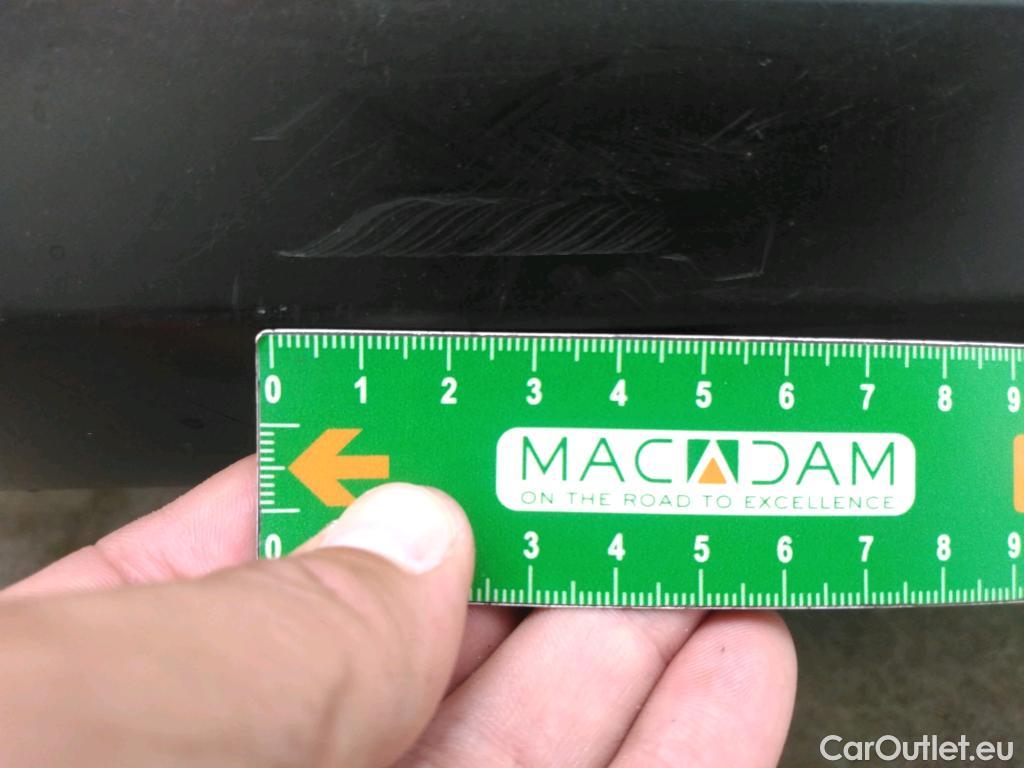 0 1 2 3 4 5 6 7 8 9
MACADAM
ON THE ROAD TO EXCELLENCE
0 3 4 5 6 7 8 9
CarOutlet.eu